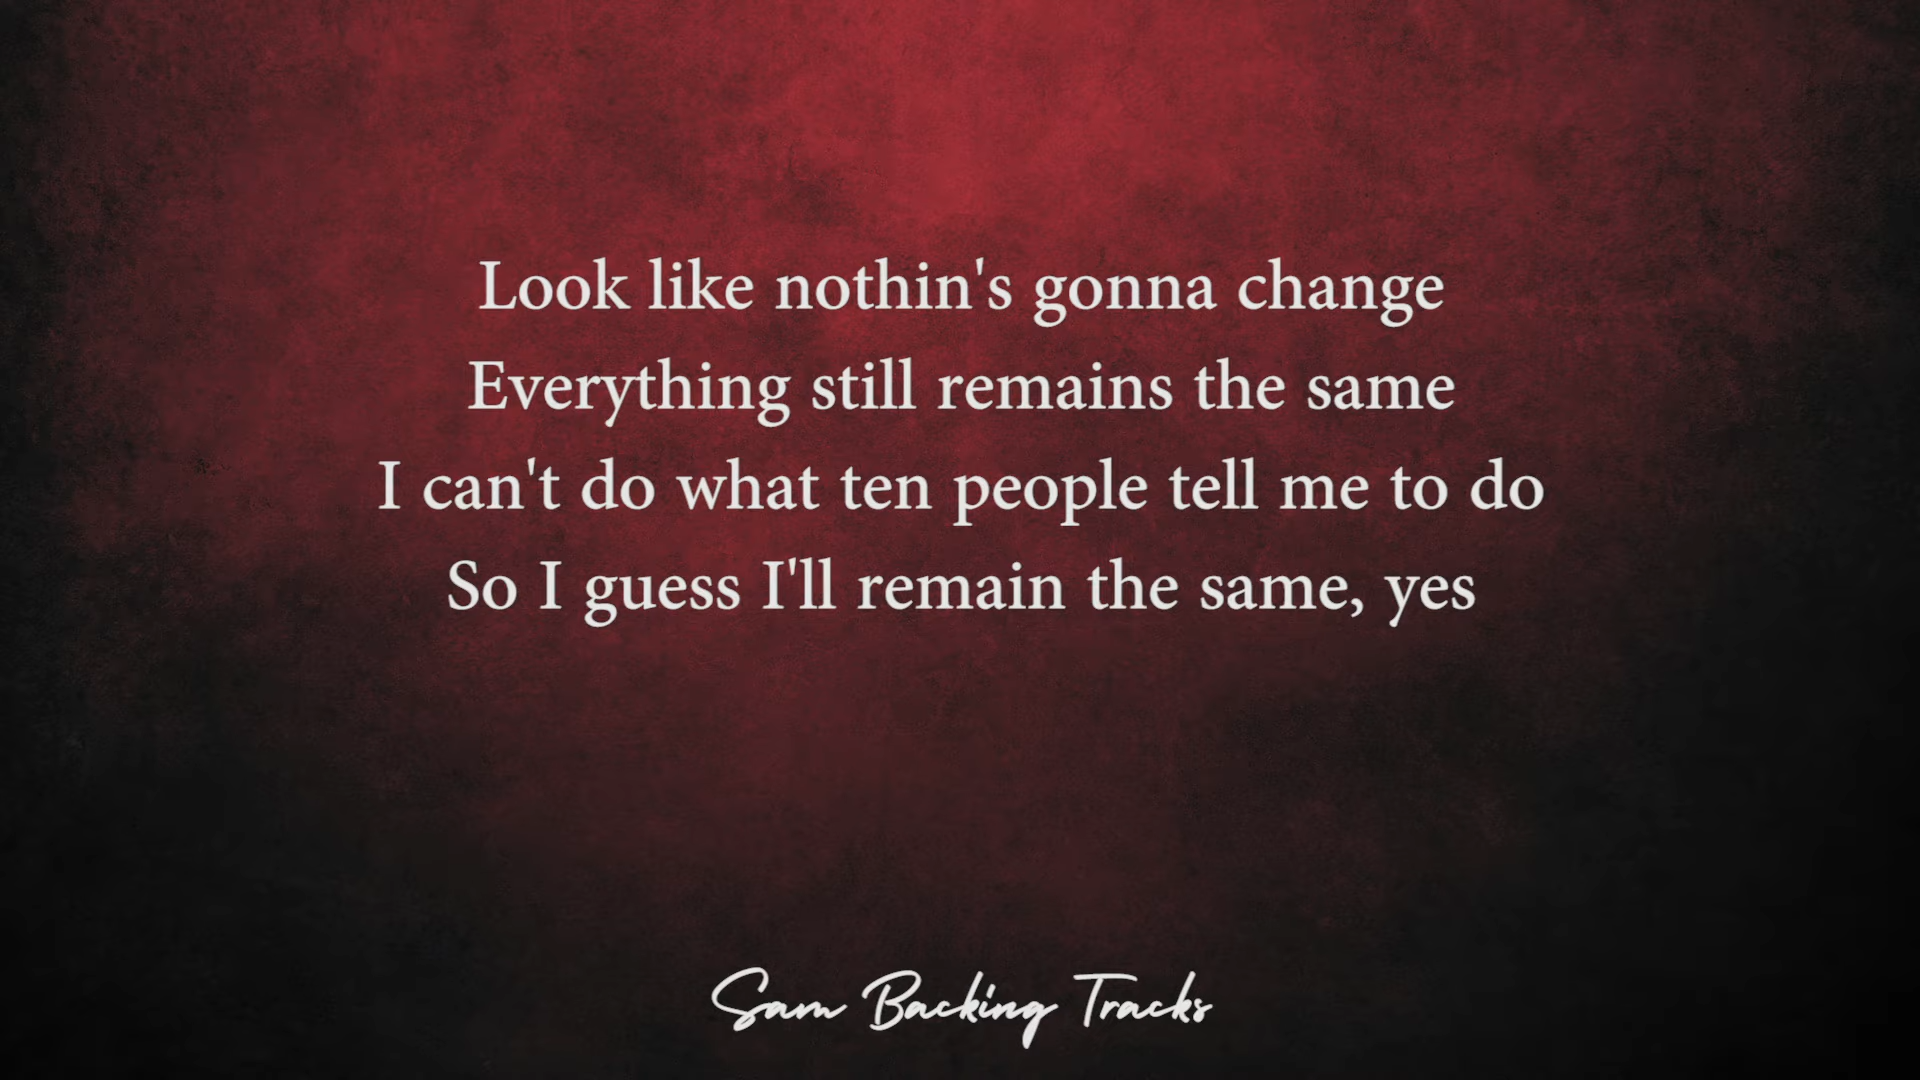 Look like nothin's gonna change
Everything still remains the same
I can't do what ten people tell me to do
So I guess I'll remain the same, yes
Sam Backing Tracks